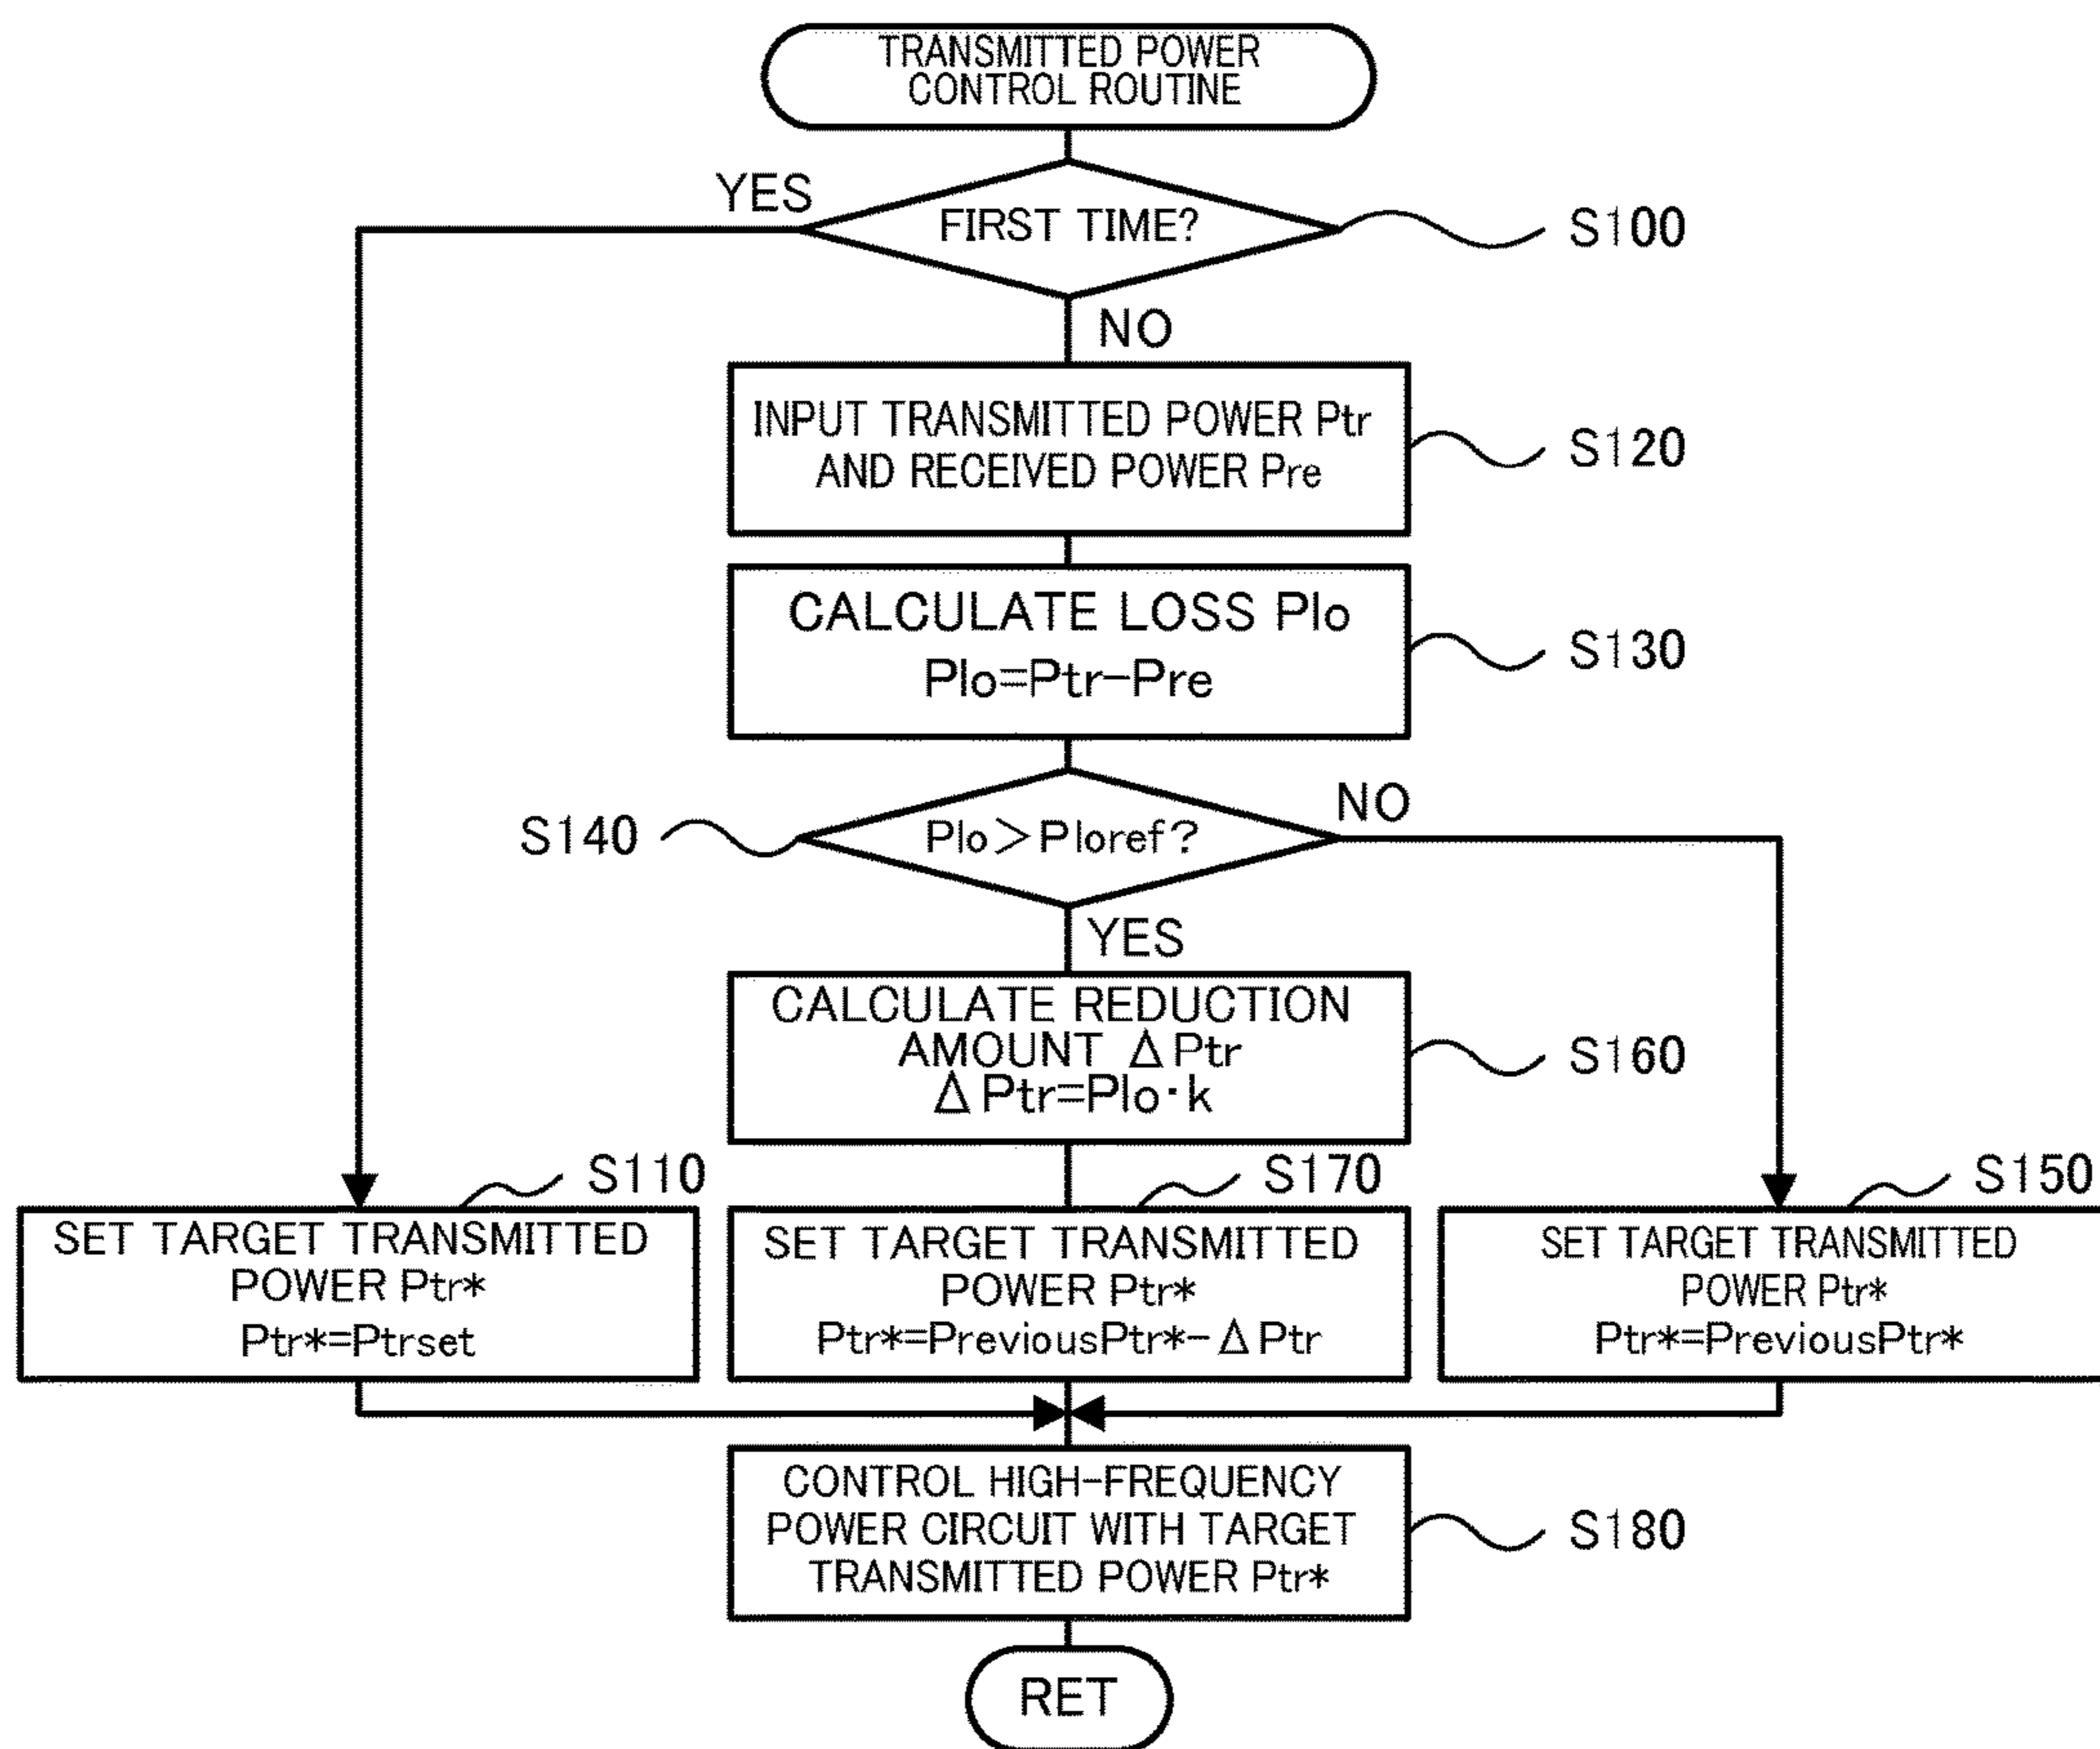 TRANSMITTED POWER
CONTROL ROUTINE
YES
FIRST TIME?
S100
NO
INPUT TRANSMITTED POWER Ptr
AND RECEIVED POWER Pre
S120
CALCULATE LOSS Plo
Plo=Ptr-Pre
S130
S140
Plo>Ploref?
NO
YES
CALCULATE REDUCTION
AMOUNT ΔPtr
ΔPtr=Plo・k
S160
S110
SET TARGET TRANSMITTED
POWER Ptr*
Ptr*=Ptrset
S170
SET TARGET TRANSMITTED
POWER Ptr*
Ptr*=PreviousPtr*-ΔPtr
S150
SET TARGET TRANSMITTED
POWER Ptr*
Ptr*=PreviousPtr*
CONTROL HIGH-FREQUENCY
POWER CIRCUIT WITH TARGET
TRANSMITTED POWER Ptr*
S180
RET